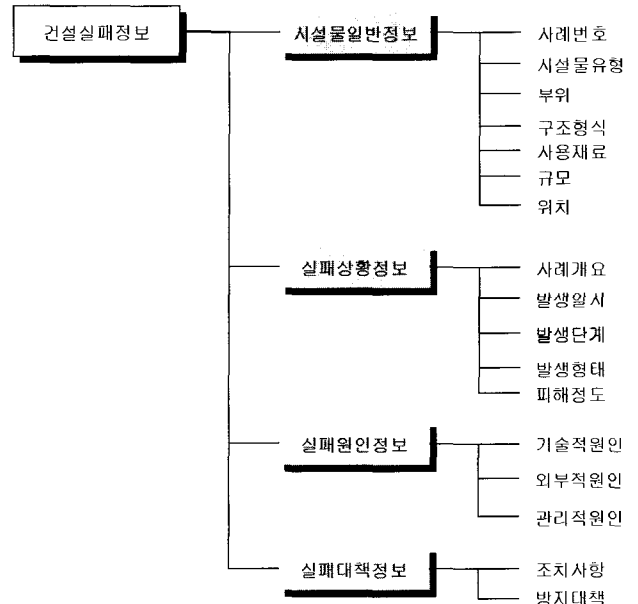 건설실패정보
시설물일반정보
사례번호
시설물유형
부위
구조형식
사용재료
규모
위치
실패상황정보
사례개요
발생일시
발생단계
발생형태
피해정도
실패원인정보
기술적원인
외부적원인
관리적원인
실패대책정보
조치사항
방지대책